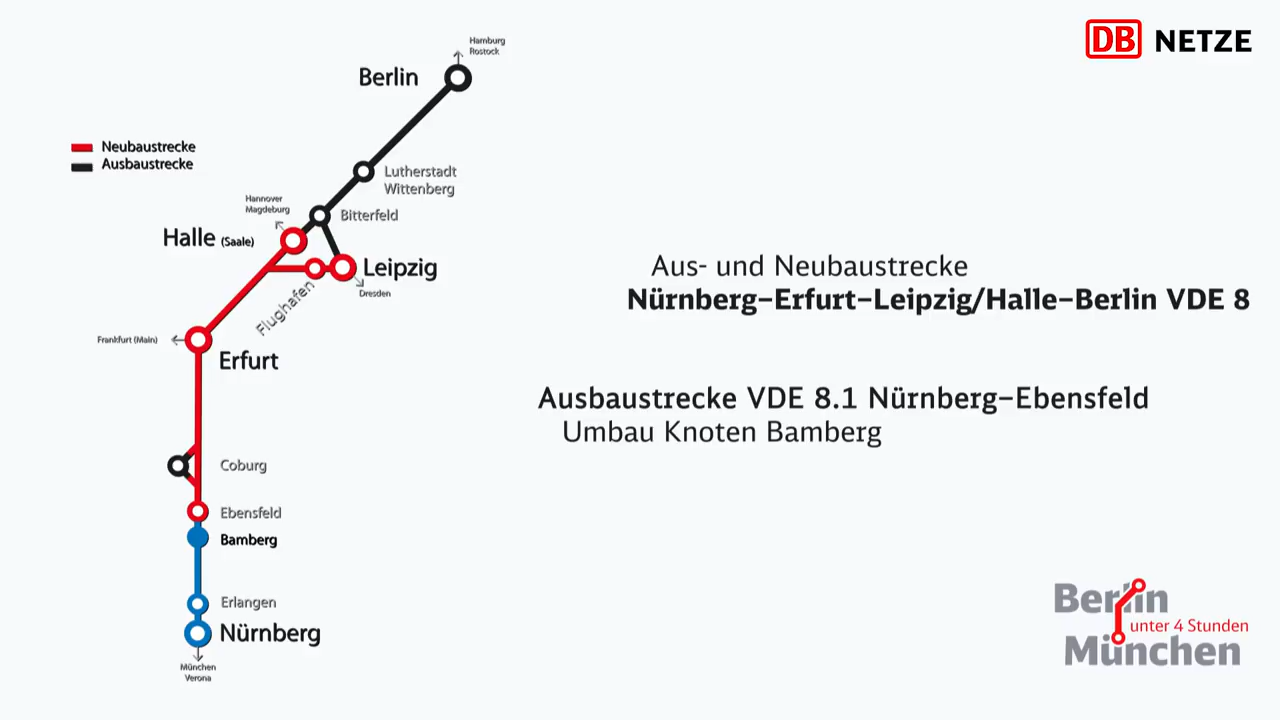 DB NETZE
Hamburg
Rostock
Berlin
Neubaustrecke
Ausbaustrecke
Lutherstadt
Wittenberg
Hannover
Magdeburg
Bitterfeld
Halle (Saale)
Leipzig
Dresden
Flughafen
Frankfurt (Main)
Erfurt
Coburg
Ebensfeld
Bamberg
Erlangen
Nürnberg
München
Verona
Aus- und Neubaustrecke
Nürnberg–Erfurt–Leipzig/Halle–Berlin VDE 8
Ausbaustrecke VDE 8.1 Nürnberg–Ebensfeld
Umbau Knoten Bamberg
Berlin
unter 4 Stunden
München